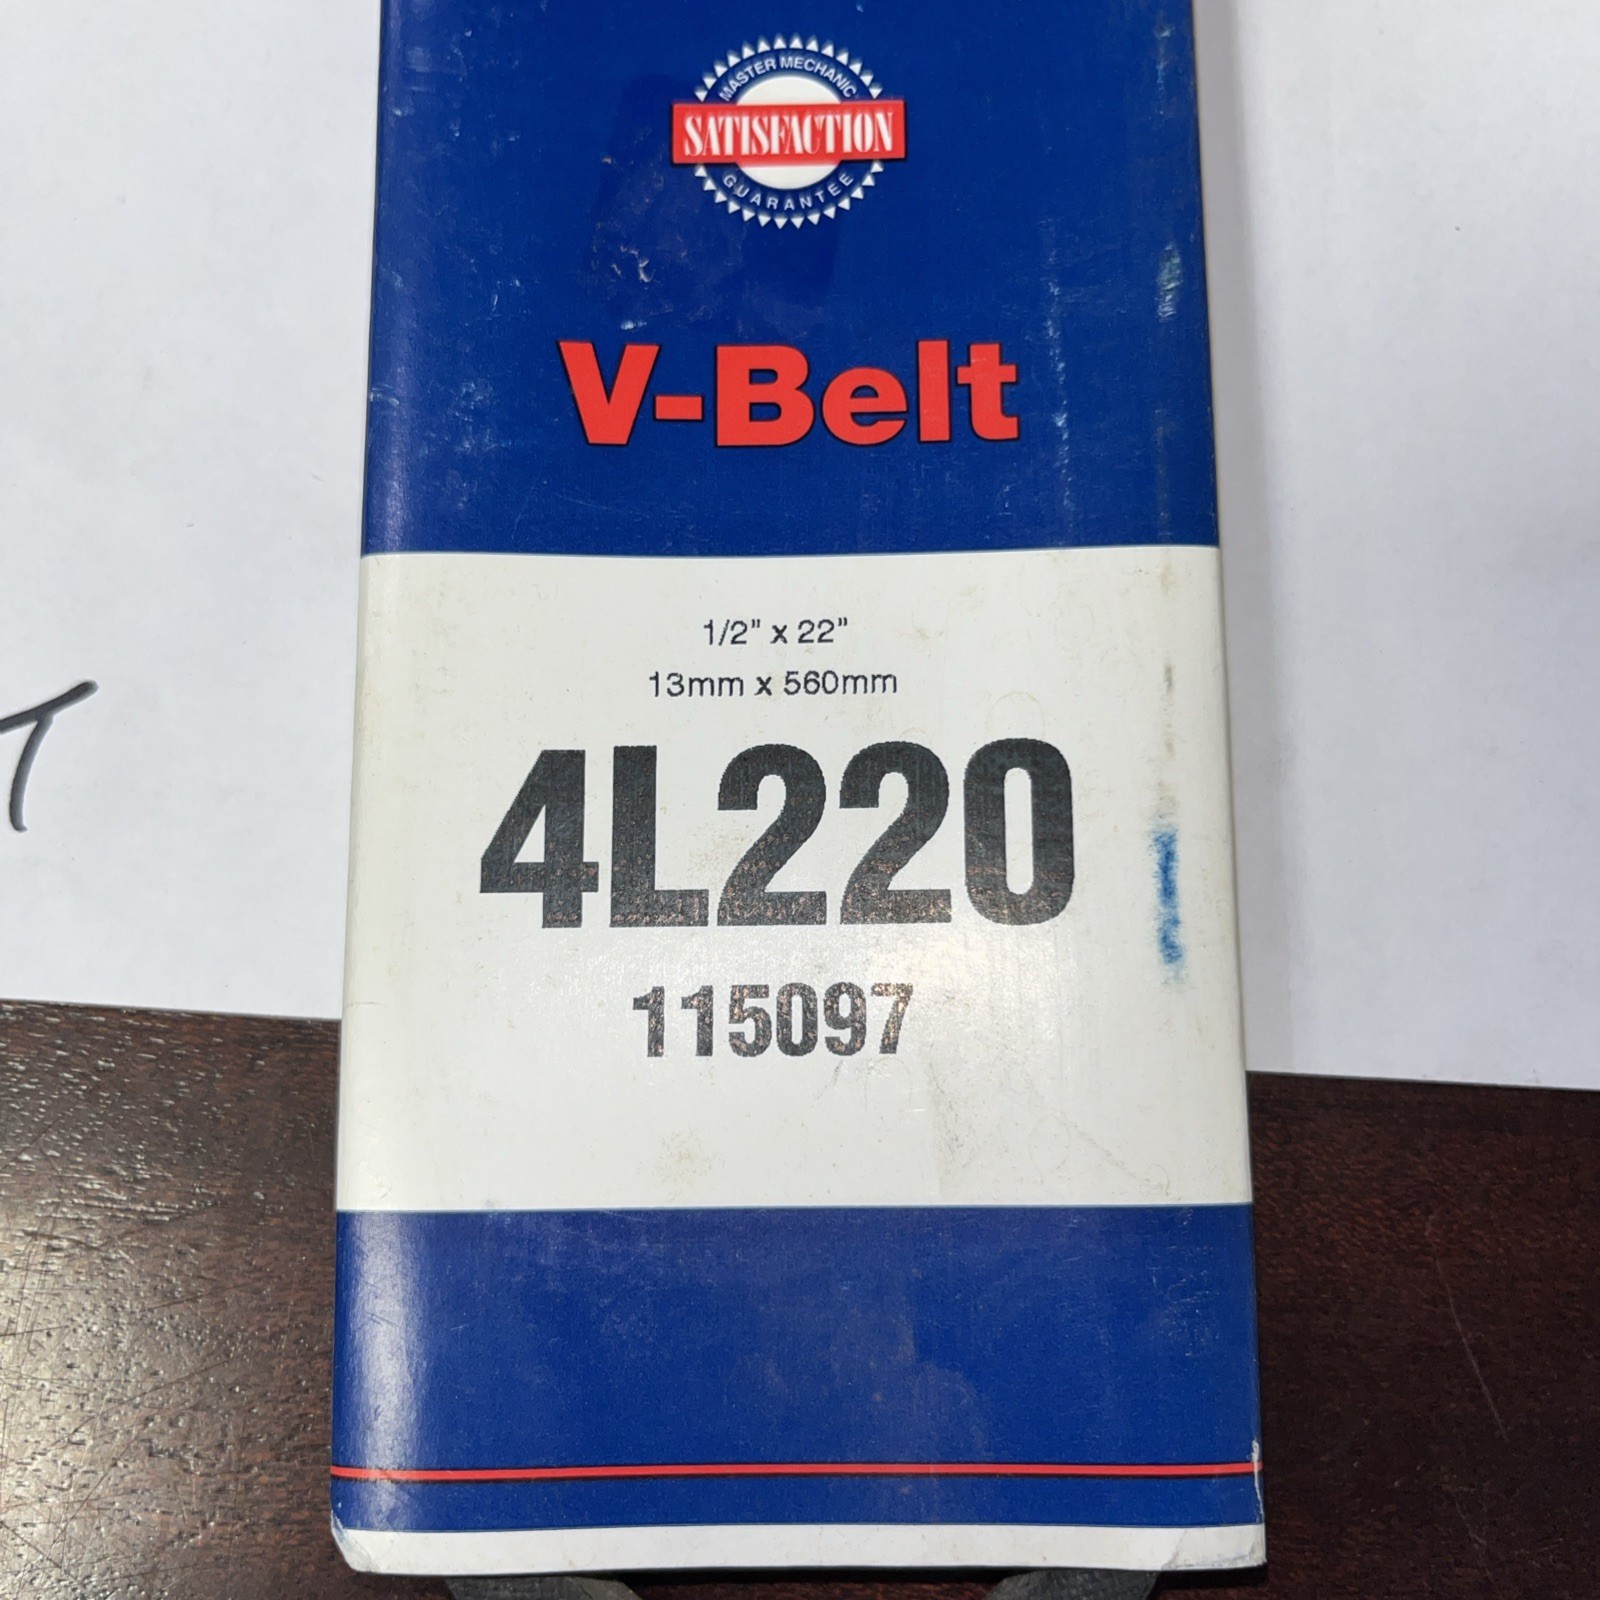 MASTER MECHANIC
SATISFACTION
GUARANTEE
V-Belt
1/2" x 22"
13mm x 560mm
4L220
115097